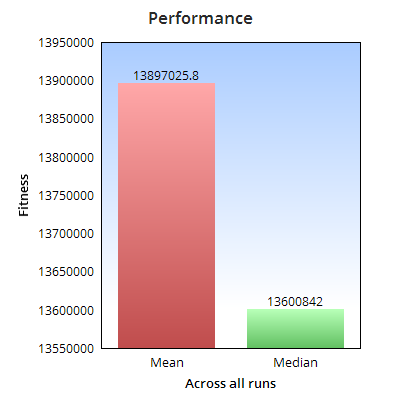 Performance
13950000
13900000
13850000
13800000
13750000
13700000
13650000
13600000
13550000
Fitness
13897025.8
13600842
Mean
Median
Across all runs